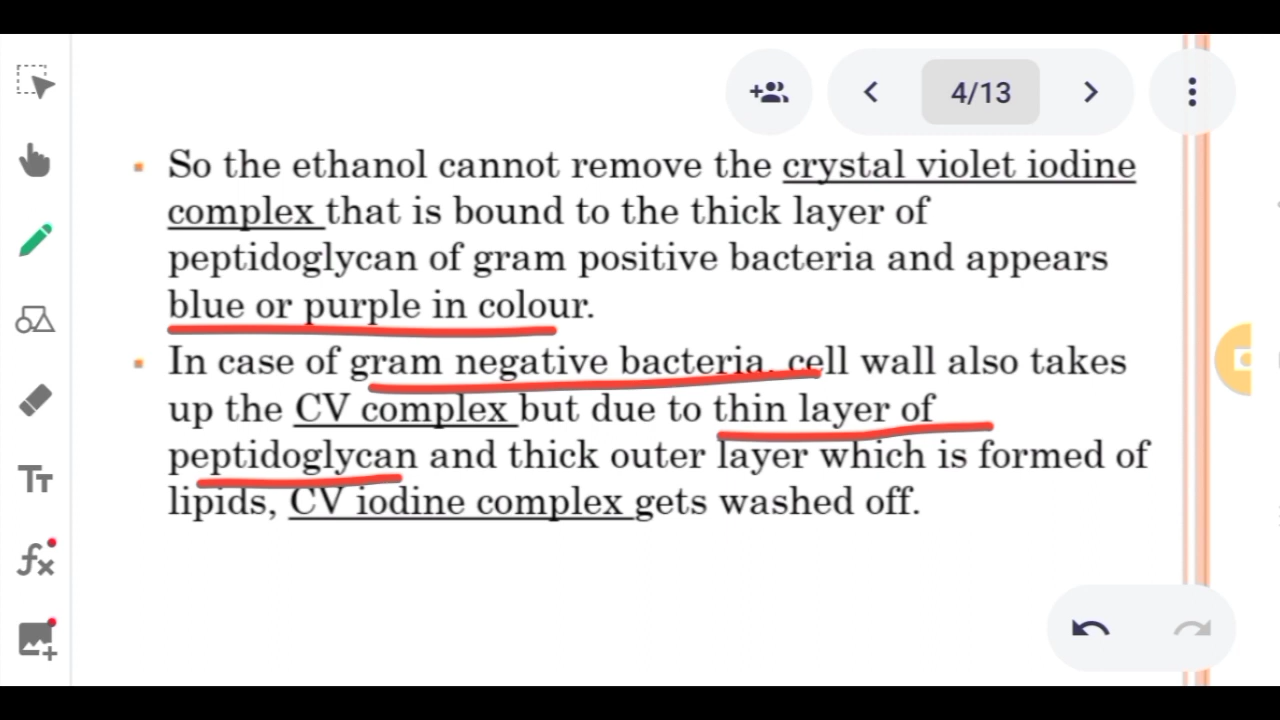 4/13
So the ethanol cannot remove the crystal violet iodine
complex that is bound to the thick layer of
peptidoglycan of gram positive bacteria and appears
blue or purple in colour.
In case of gram negative bacteria, cell wall also takes
up the CV complex but due to thin layer of
peptidoglycan and thick outer layer which is formed of
lipids, CV iodine complex gets washed off.
TT
fx